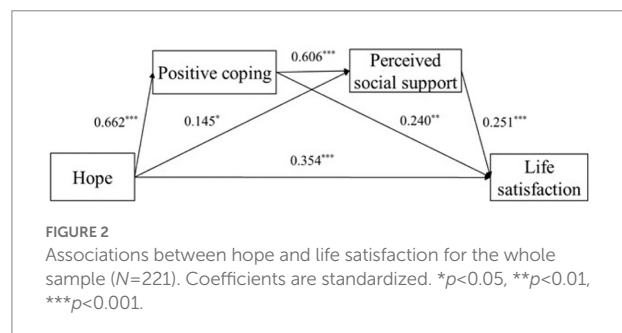 0.606***
Positive coping
Perceived
social support
0.662***
0.145*
0.240**
0.251***
0.354***
Hope
Life
satisfaction
FIGURE 2
Associations between hope and life satisfaction for the whole
sample (N=221). Coefficients are standardized. *p<0.05, **p<0.01,
***p<0.001.